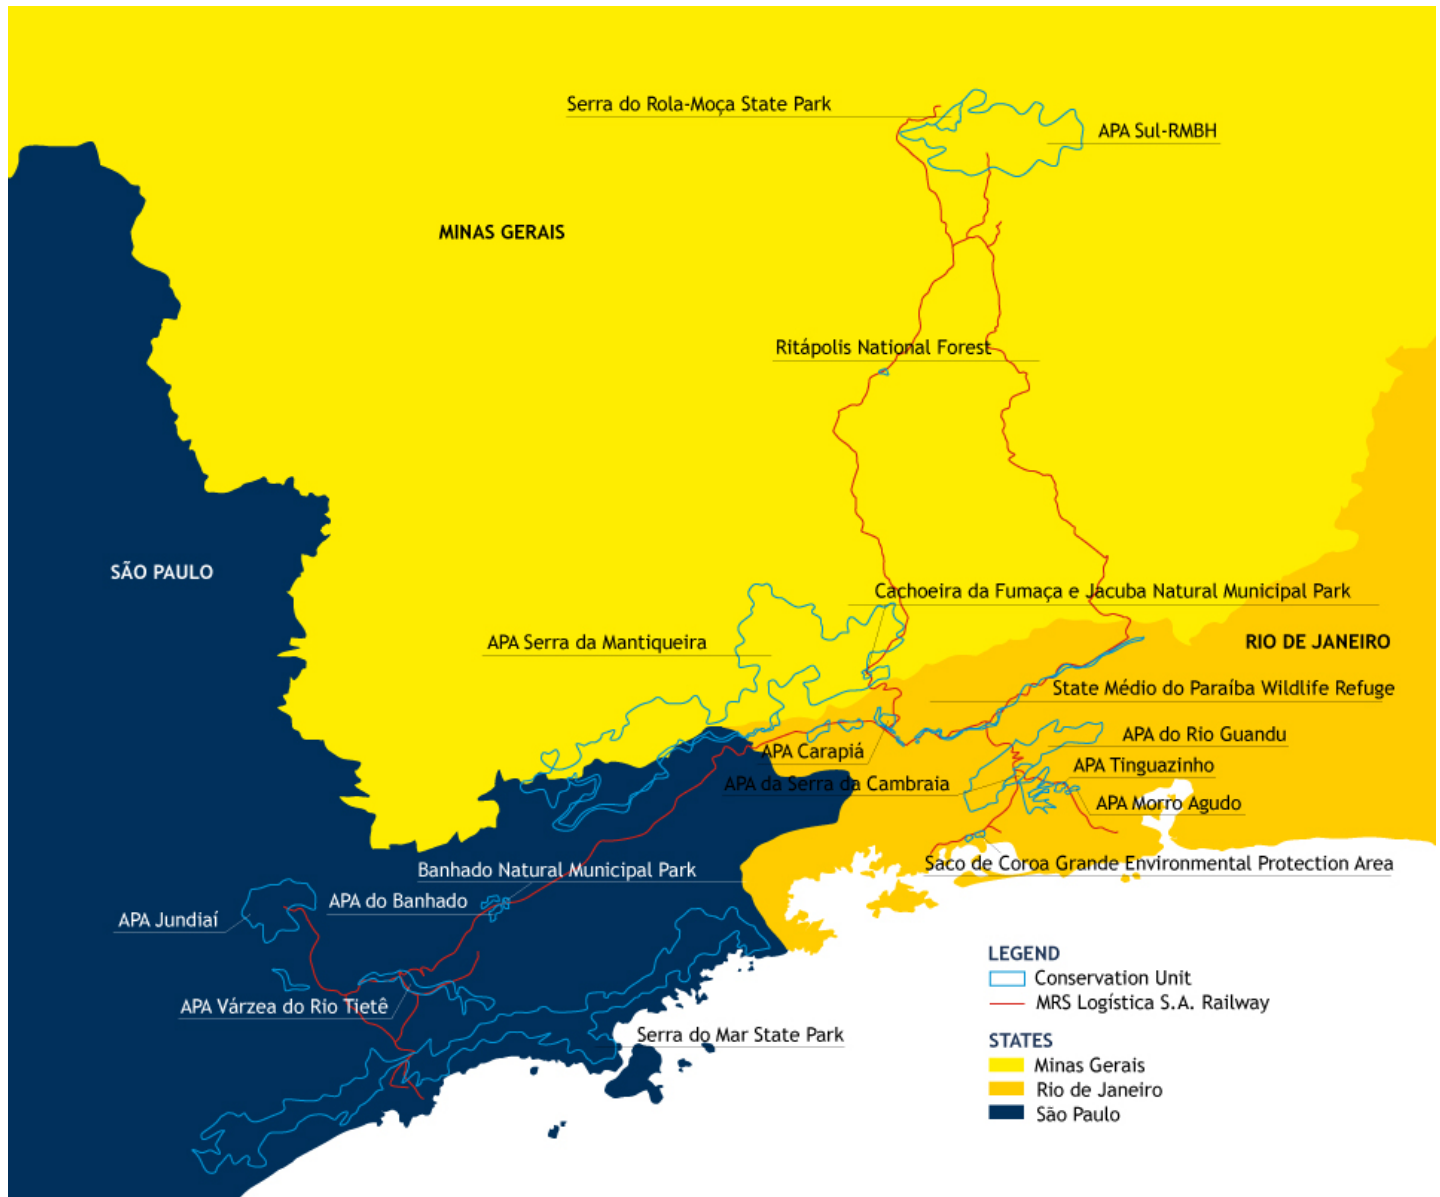 Serra do Rola-Moça State Park
APA Sul-RMBH
MINAS GERAIS
Ritápolis National Forest
SÃO PAULO
Cachoeira da Fumaça e Jacuba Natural Municipal Park
APA Serra da Mantiqueira
RIO DE JANEIRO
State Médio do Paraíba Wildlife Refuge
APA do Rio Guandu
APA Carapiá
APA Tinguazinho
APA da Serra da Cambraia
APA Morro Agudo
Saco de Coroa Grande Environmental Protection Area
Banhado Natural Municipal Park
APA do Banhado
APA Jundiaí
APA Várzea do Rio Tietê
Serra do Mar State Park
LEGEND
Conservation Unit
MRS Logística S.A. Railway
STATES
Minas Gerais
Rio de Janeiro
São Paulo